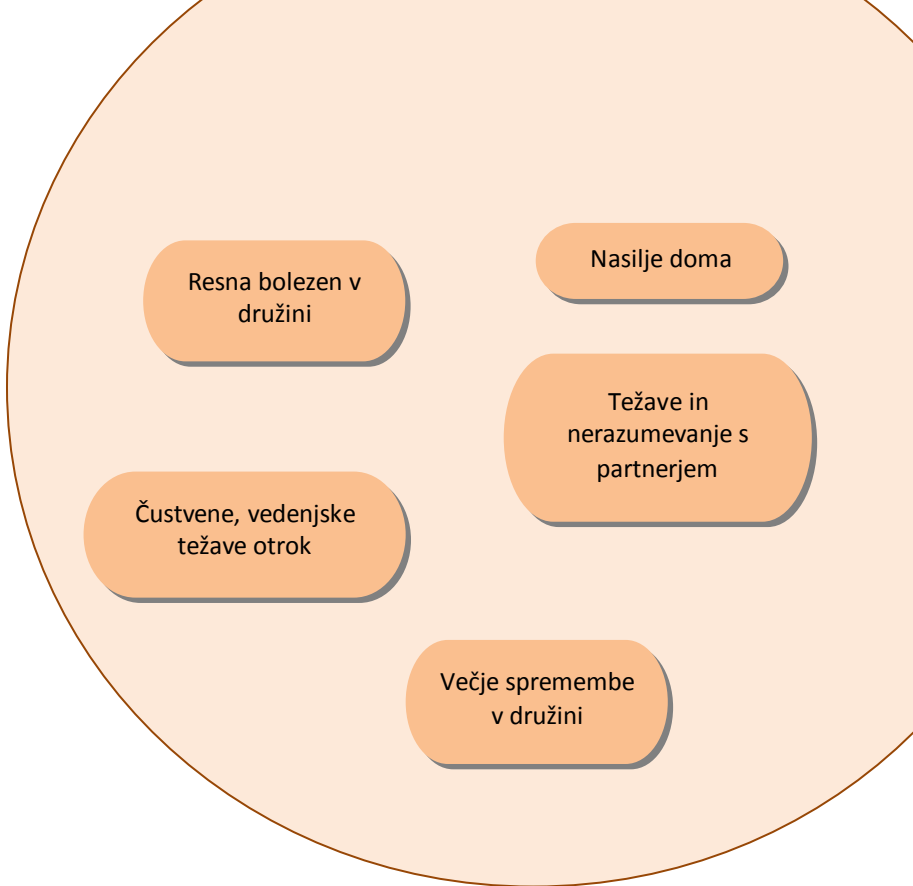 Resna bolezen v
družini
Nasilje doma
Težave in
nerazumevanje s
partnerjem
Čustvene, vedenjske
težave otrok
Večje spremembe
v družini